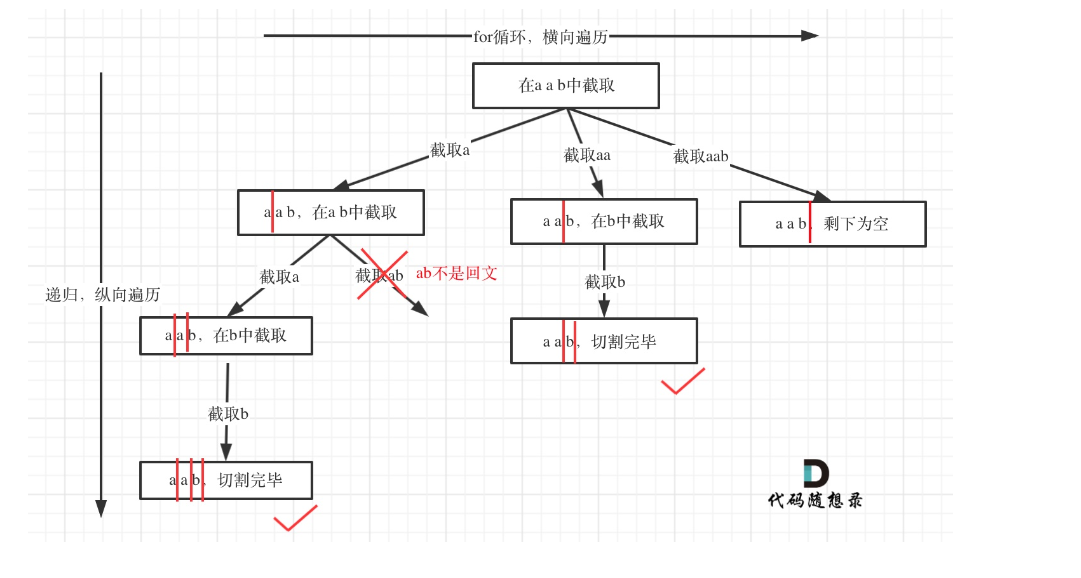 for循环，横向遍历
在a a b中截取
截取a
截取aa
截取aab
a a b，在a b中截取
a a b，在b中截取
a a b，剩下为空
截取a
截取ab
ab不是回文
截取b
递归，纵向遍历
a a b，在b中截取
a a b，切割完毕
截取b
a a b，切割完毕
代码随想录